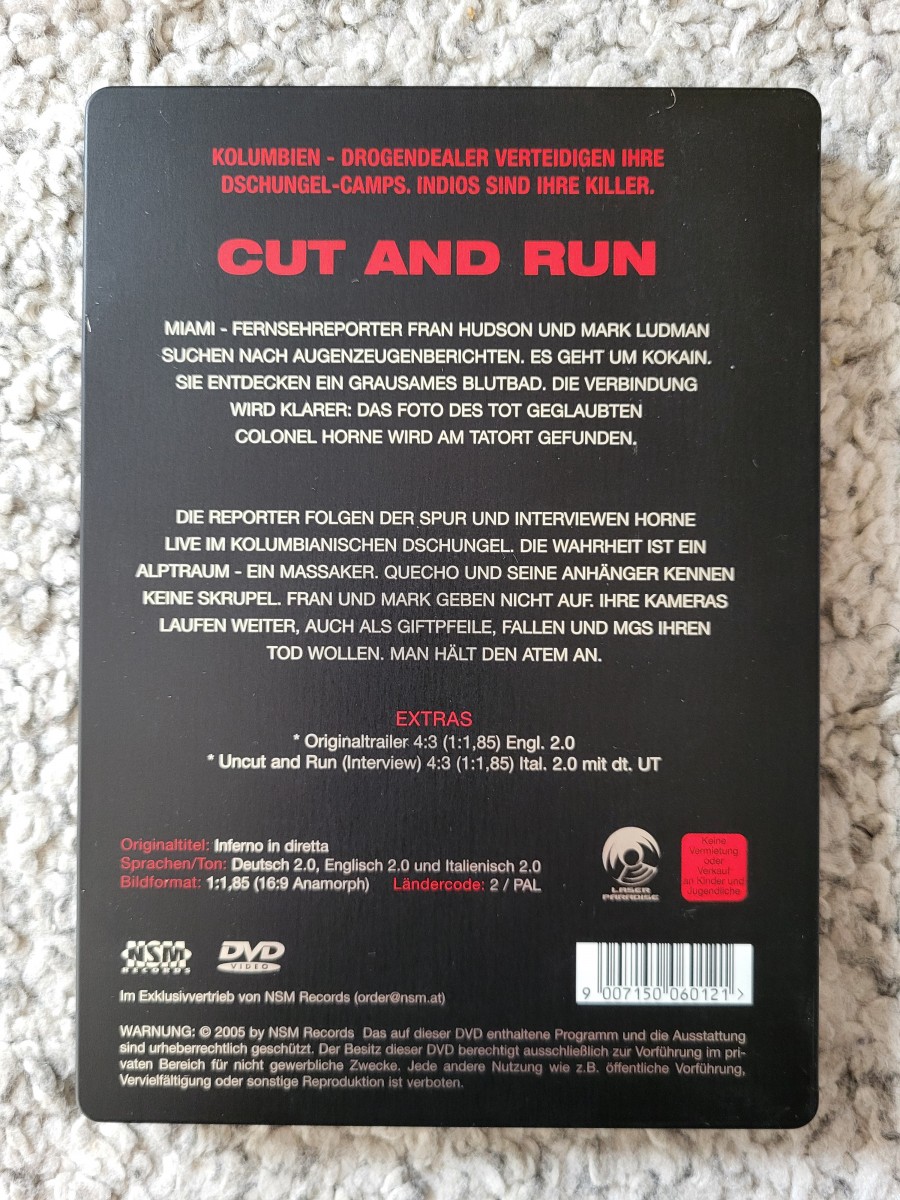 KOLUMBIEN - DROGENDEALER VERTEIDIGEN IHRE
DSCHUNGEL-CAMPS. INDIOS SIND IHRE KILLER.
CUT AND RUN
MIAMI - FERNSEHREPORTER FRAN HUDSON UND MARK LUDMAN
SUCHEN NACH AUGENZEUGENBERICHTEN. ES GEHT UM KOKAIN.
SIE ENTDECKEN EIN GRAUSAMES BLUTBAD. DIE VERBINDUNG
WIRD KLARER: DAS FOTO DES TOT GEGLAUBTEN
COLONEL HORNE WIRD AM TATORT GEFUNDEN.
DIE REPORTER FOLGEN DER SPUR UND INTERVIEWEN HORNE
LIVE IM KOLUMBIANISCHEN DSCHUNGEL. DIE WAHRHEIT IST EIN
ALPTRAUM - EIN MASSAKER. QUECHO UND SEINE ANHÄNGER KENNEN
KEINE SKRUPEL. FRAN UND MARK GEBEN NICHT AUF. IHRE KAMERAS
LAUFEN WEITER, AUCH ALS GIFTPFEILE, FALLEN UND MGS IHREN
TOD WOLLEN. MAN HÄLT DEN ATEM AN.
EXTRAS
* Originaltrailer 4:3 (1:1,85) Engl. 2.0
* Uncut and Run (Interview) 4:3 (1:1,85) Ital. 2.0 mit dt. UT
Originaltitel: Inferno in diretta
Sprachen/Ton: Deutsch 2.0, Englisch 2.0 und Italienisch 2.0
Bildformat: 1:1,85 (16:9 Anamorph) Ländercode: 2 / PAL
LASER
PARADISE
Keine
Vermietung
oder
Verkauf
an Kinder und
Jugendliche
NSM
RECORDS
DVD
VIDEO
Im Exklusivvertrieb von NSM Records (order@nsm.at)
9 007150 060121 >
WARNUNG: © 2005 by NSM Records Das auf dieser DVD enthaltene Programm und die Ausstattung
sind urheberrechtlich geschützt. Der Besitz dieser DVD berechtigt ausschließlich zur Vorführung im pri-
vaten Bereich für nicht gewerbliche Zwecke. Jede andere Nutzung wie z.B. öffentliche Vorführung,
Vervielfältigung oder sonstige Reproduktion ist verboten.